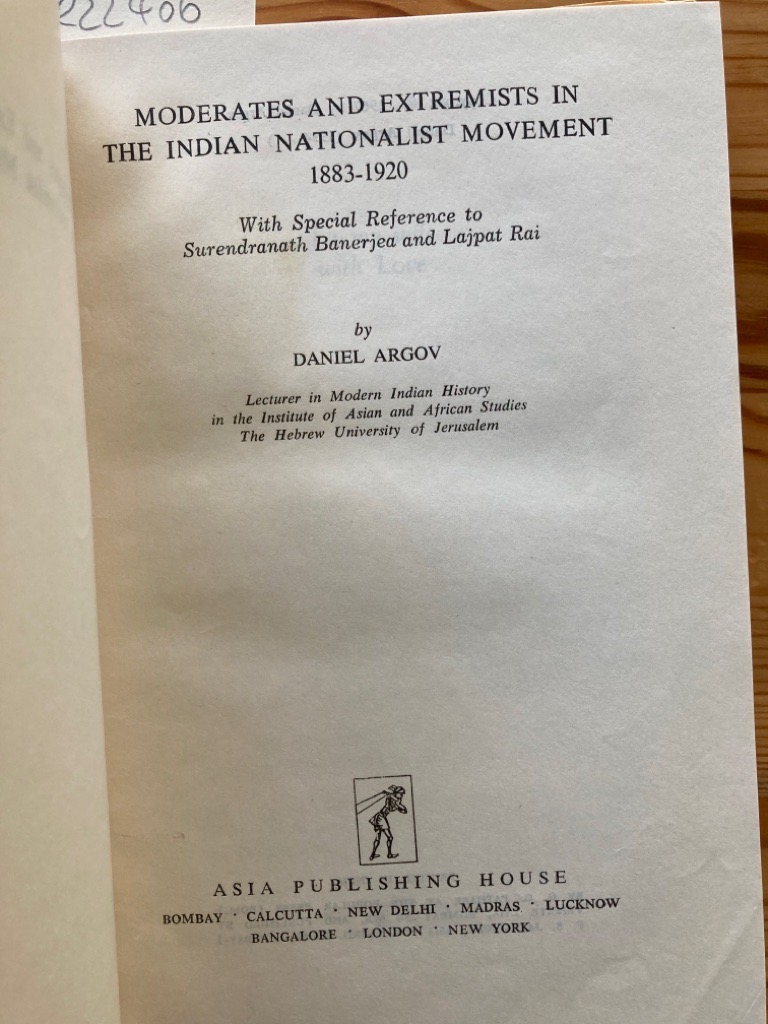 222406
MODERATES AND EXTREMISTS IN
THE INDIAN NATIONALIST MOVEMENT
1883-1920
With Special Reference to
Surendranath Banerjea and Lajpat Rai
with Love
by
DANIEL ARGOV
Lecturer in Modern Indian History
in the Institute of Asian and African Studies
The Hebrew University of Jerusalem
ASIA PUBLISHING HOUSE
BOMBAY · CALCUTTA · NEW DELHI · MADRAS · LUCKNOW
BANGALORE · LONDON · NEW YORK